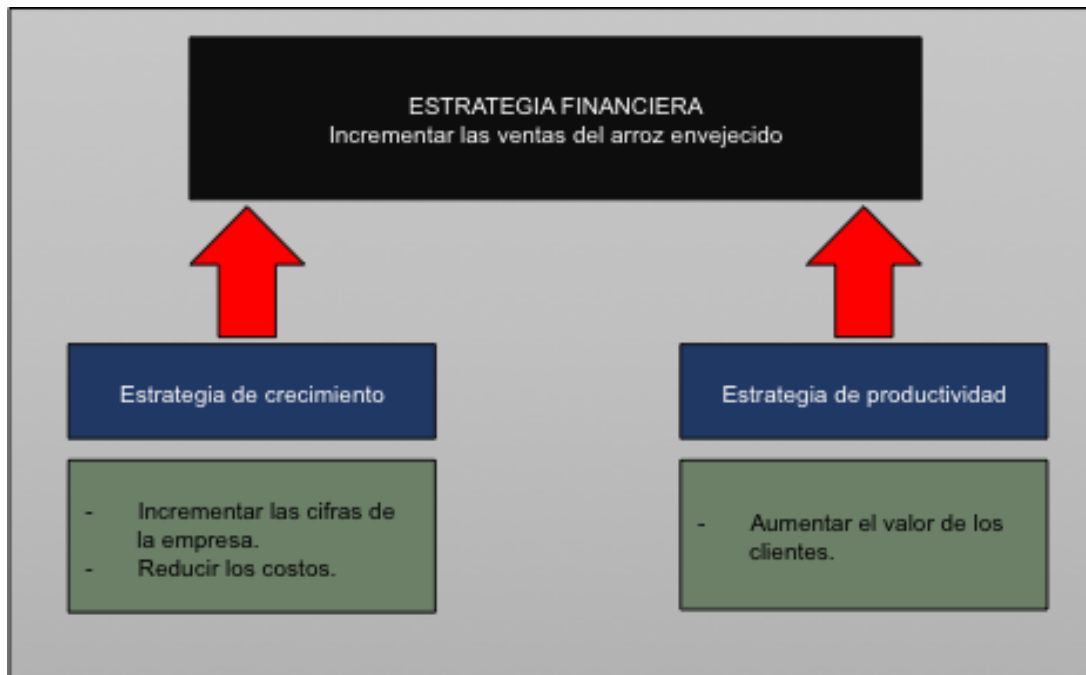 ESTRATEGIA FINANCIERA
Incrementar las ventas del arroz envejecido
Estrategia de crecimiento
- Incrementar las cifras de
la empresa.
- Reducir los costos.
Estrategia de productividad
- Aumentar el valor de los
clientes.